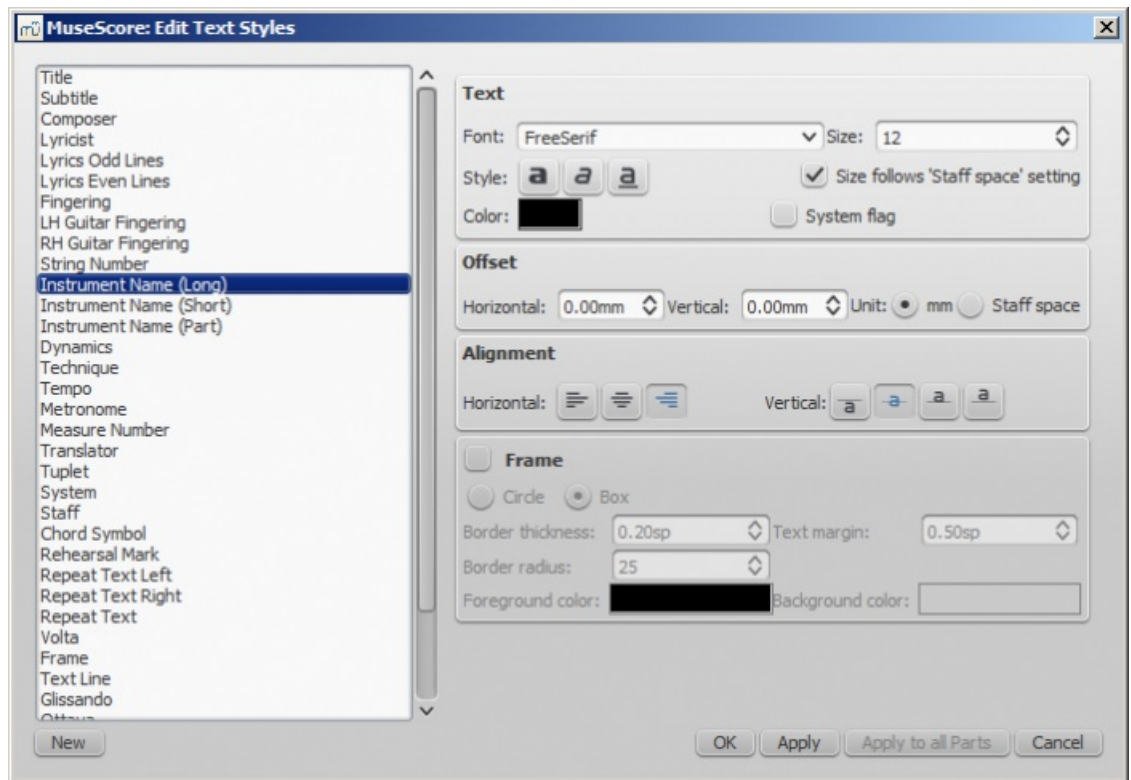 MuseScore: Edit Text Styles
Title
Subtitle
Composer
Lyricist
Lyrics Odd Lines
Lyrics Even Lines
Fingering
LH Guitar Fingering
RH Guitar Fingering
String Number
Instrument Name (Long)
Instrument Name (Short)
Instrument Name (Part)
Dynamics
Technique
Tempo
Metronome
Measure Number
Translator
Tuplet
System
Staff
Chord Symbol
Rehearsal Mark
Repeat Text Left
Repeat Text Right
Repeat Text
Volta
Frame
Text Line
Glissando
Ottava
New
Text
Font: FreeSerif Size: 12
Style: a a a Size follows 'Staff space' setting
Color: System flag
Offset
Horizontal: 0.00mm Vertical: 0.00mm Unit: mm Staff space
Alignment
Horizontal: Vertical: a a a a
Frame
Circle Box
Border thickness: 0.20sp Text margin: 0.50sp
Border radius: 25
Foreground color: Background color:
OK Apply Apply to all Parts Cancel